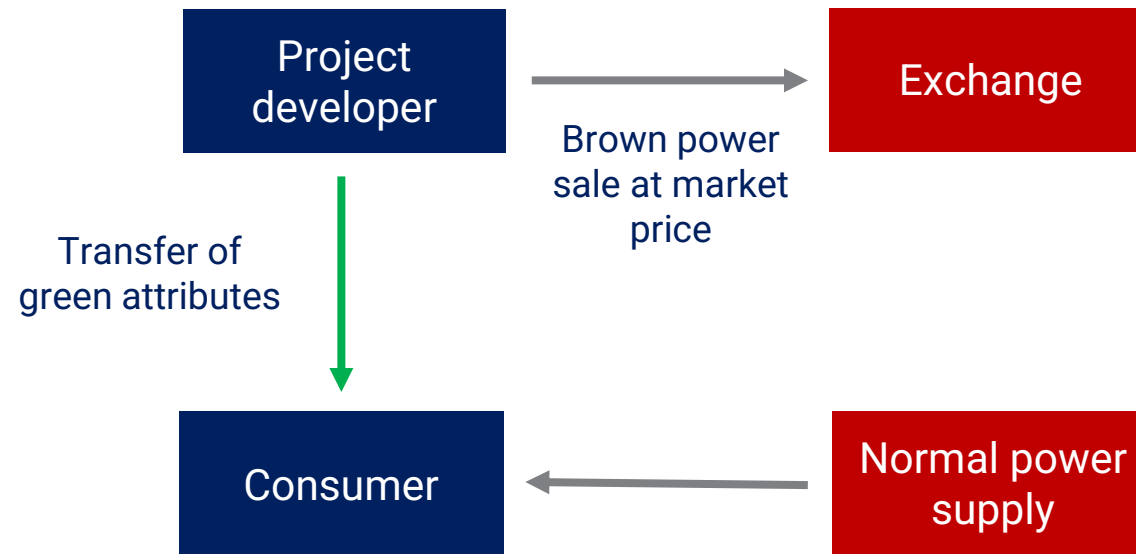 Project
developer
Exchange
Brown power
sale at market
price
Transfer of
green attributes
Consumer
Normal power
supply